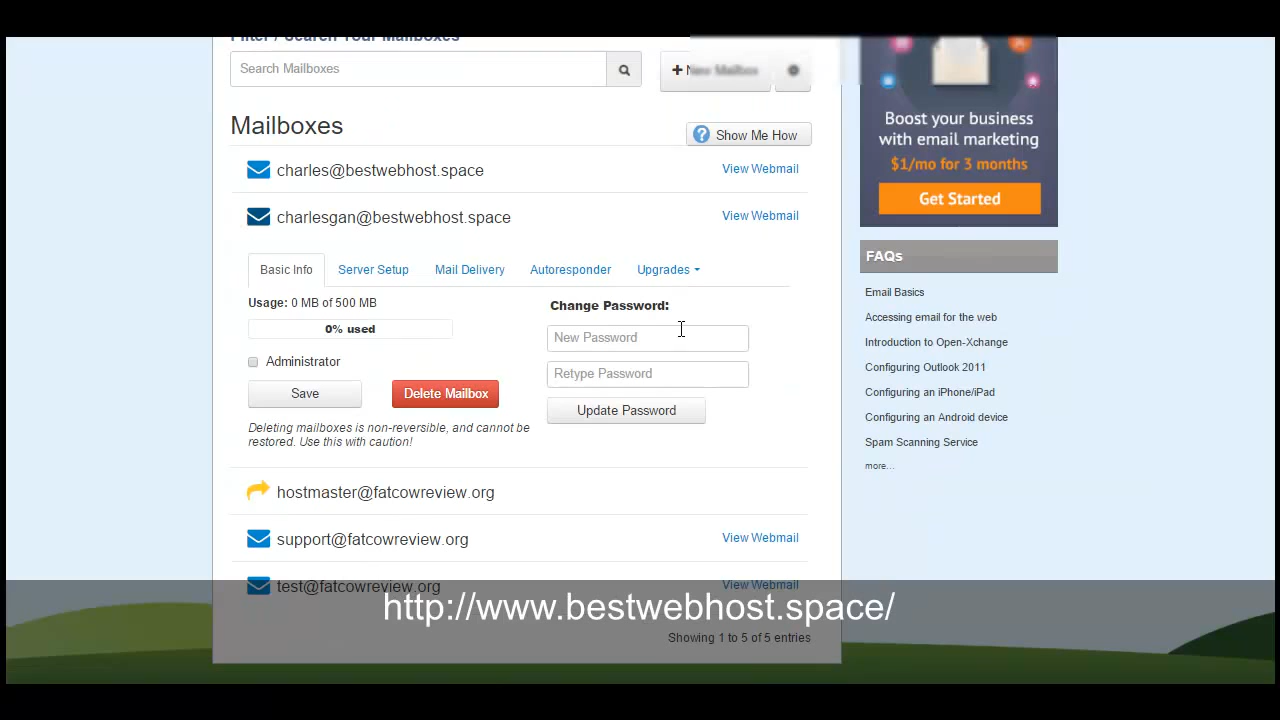 Filter / Search Your Mailboxes
Search Mailboxes
New Mailbox
Mailboxes
Show Me How
charles@bestwebhost.space
View Webmail
charlesgan@bestwebhost.space
View Webmail
Basic Info
Server Setup
Mail Delivery
Autoresponder
Upgrades
Usage: 0 MB of 500 MB
0% used
Administrator
Save
Delete Mailbox
Deleting mailboxes is non-reversible, and cannot be
restored. Use this with caution!
Change Password:
New Password
Retype Password
Update Password
hostmaster@fatcowreview.org
support@fatcowreview.org
View Webmail
test@fatcowreview.org
View Webmail
http://www.bestwebhost.space/
Showing 1 to 5 of 5 entries
Boost your business
with email marketing
$1/mo for 3 months
Get Started
FAQs
Email Basics
Accessing email for the web
Introduction to Open-Xchange
Configuring Outlook 2011
Configuring an iPhone/iPad
Configuring an Android device
Spam Scanning Service
more...